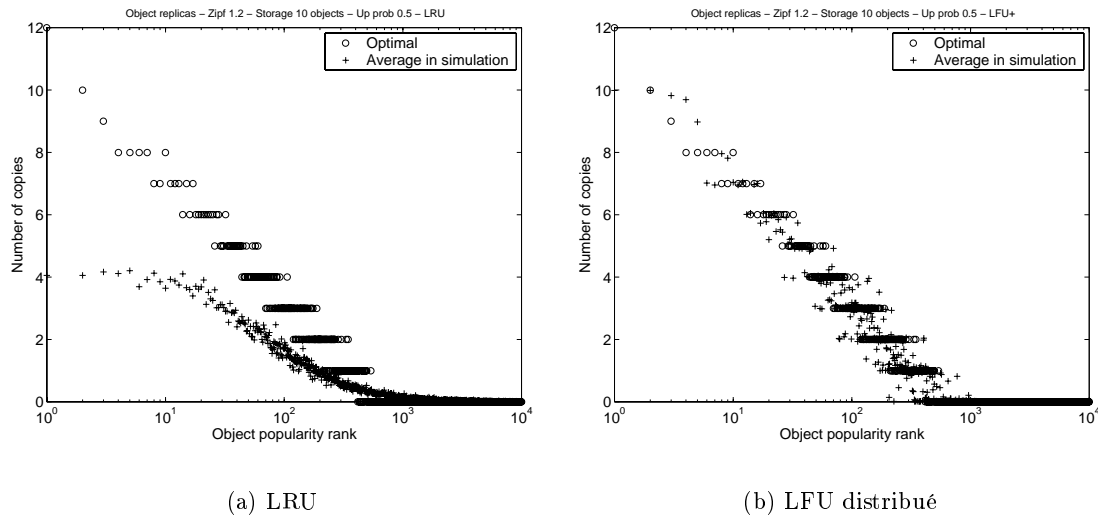 Object replicas – Zipf 1.2 – Storage 10 objects – Up prob 0.5 – LRU
12
10
8
6
4
2
0
Number of copies
Optimal
Average in simulation
10^0
10^1
10^2
10^3
10^4
Object popularity rank
(a) LRU
Object replicas – Zipf 1.2 – Storage 10 objects – Up prob 0.5 – LFU+
12
10
8
6
4
2
0
Number of copies
Optimal
Average in simulation
10^0
10^1
10^2
10^3
10^4
Object popularity rank
(b) LFU distribué